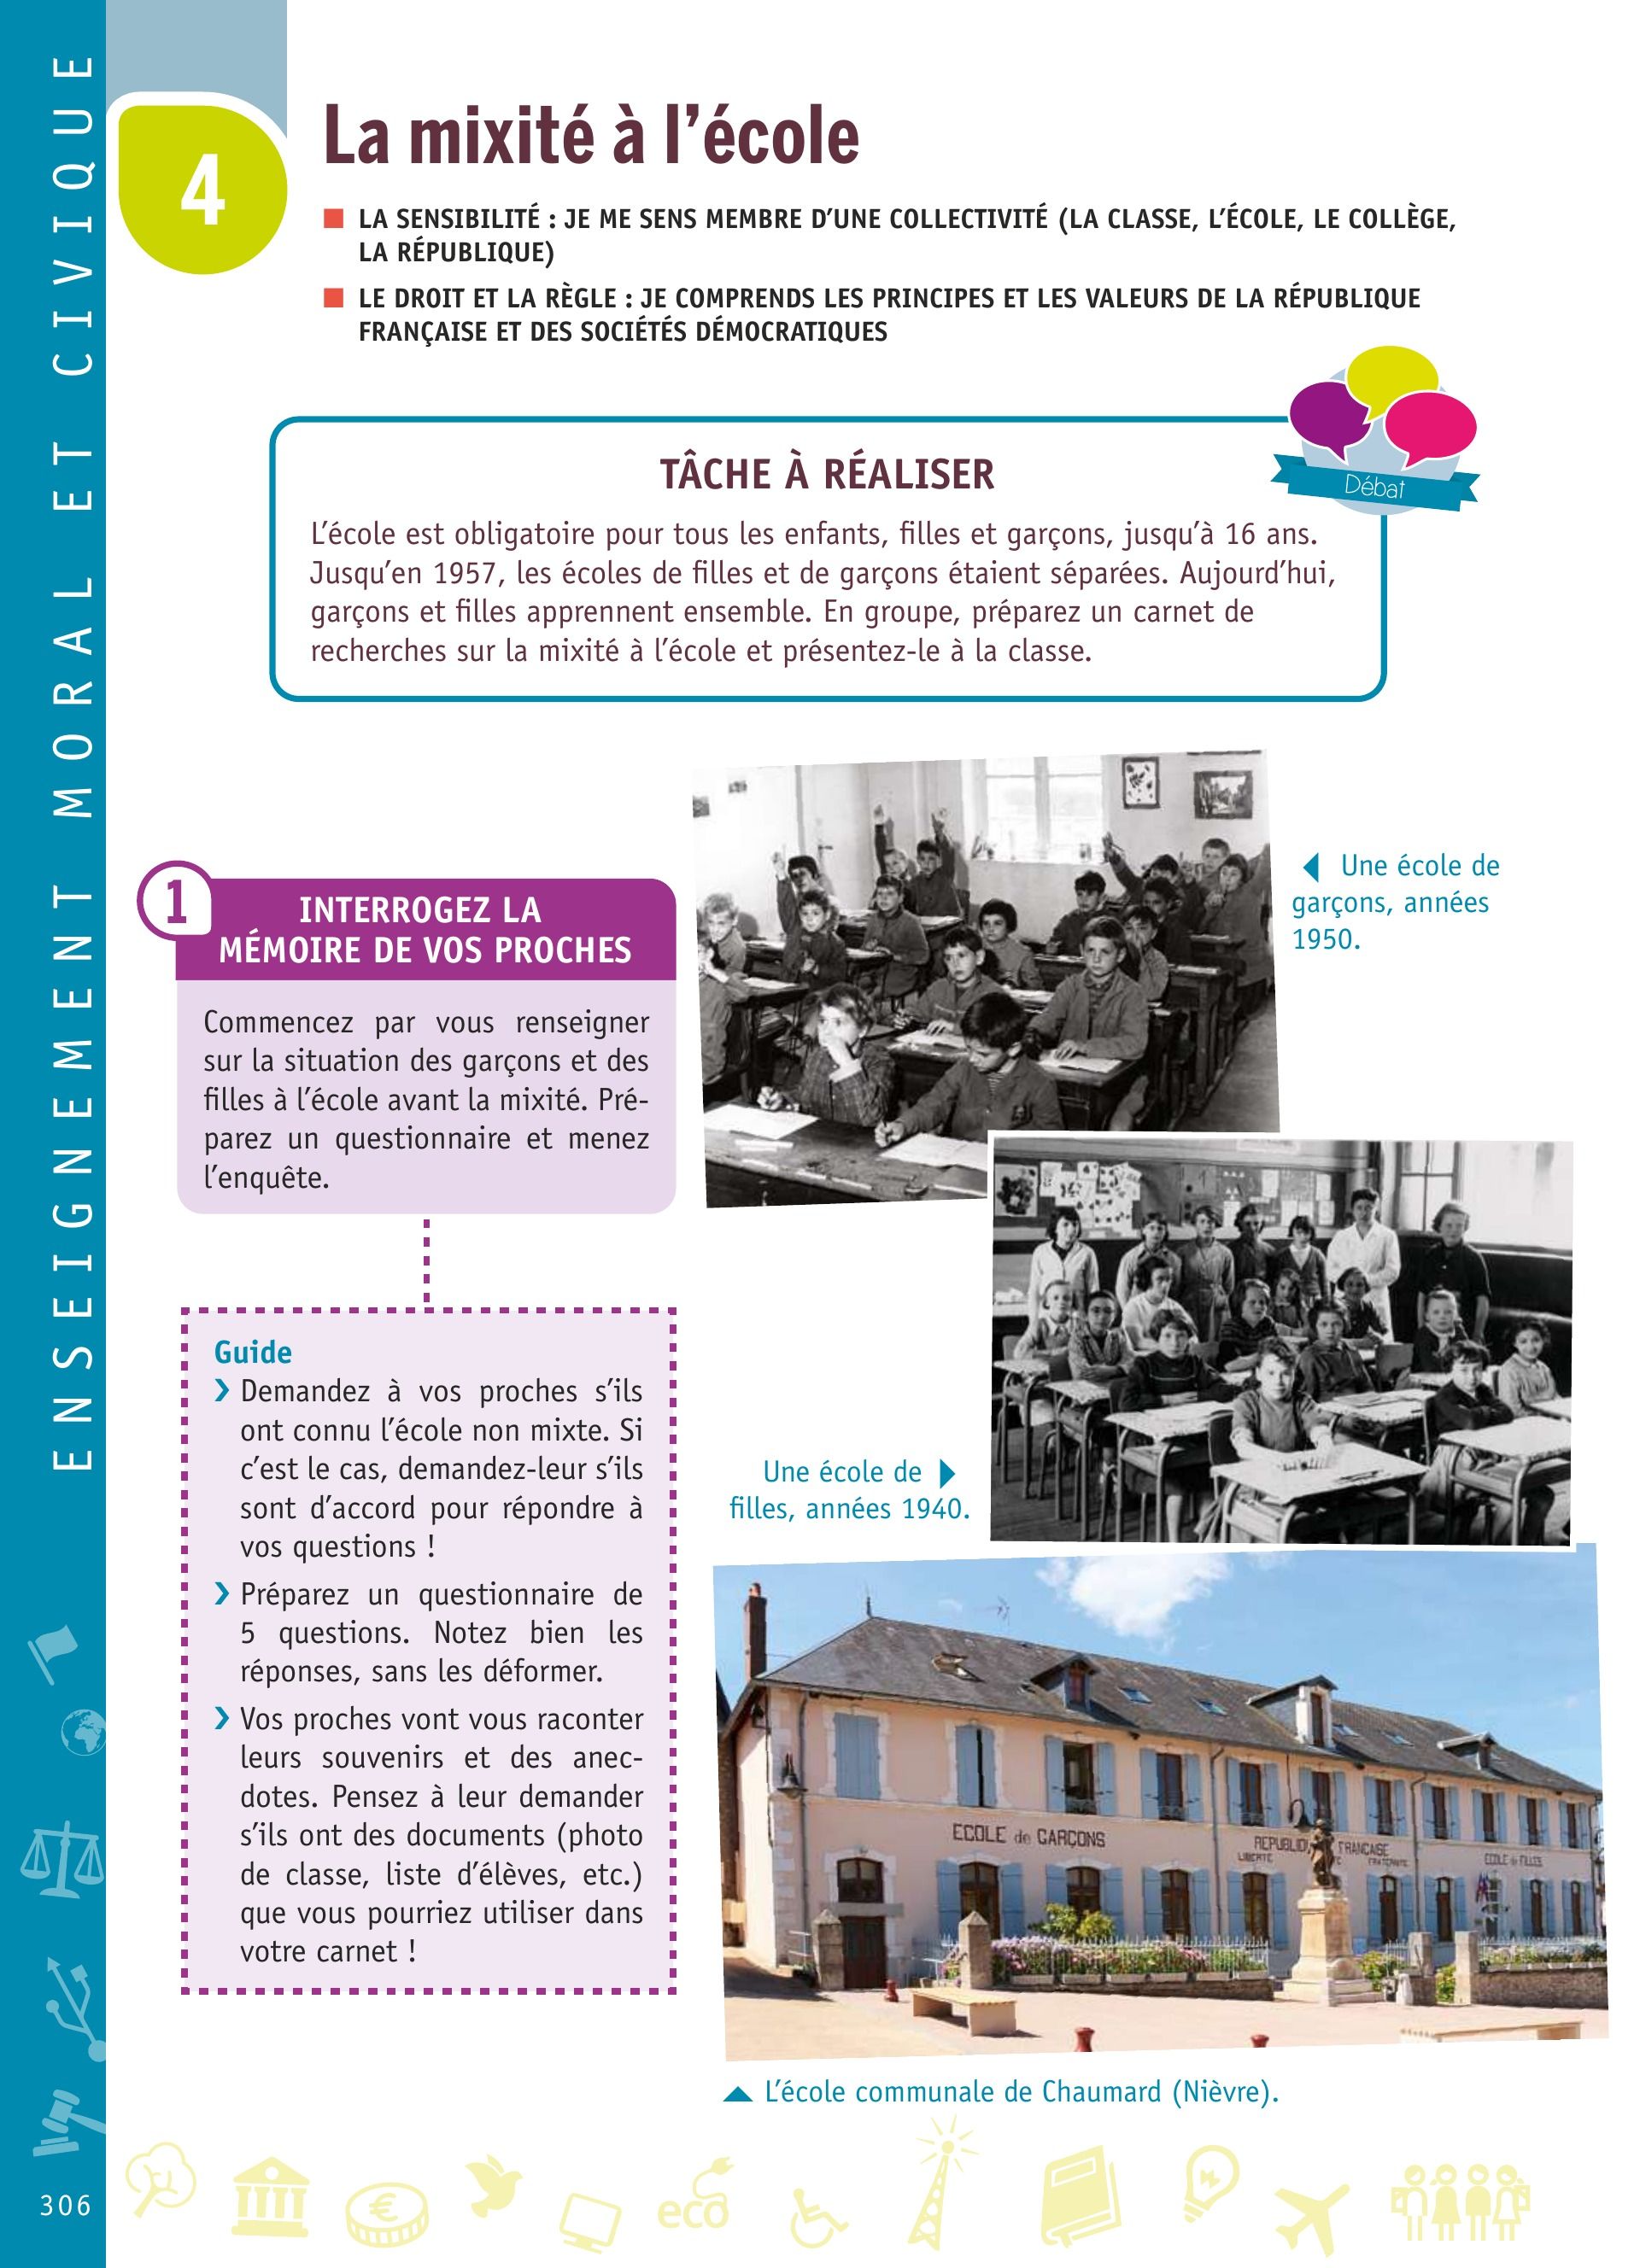 ENSEIGNEMENT MORAL ET CIVIQUE
4
La mixité à l'école
LA SENSIBILITÉ : JE ME SENS MEMBRE D'UNE COLLECTIVITÉ (LA CLASSE, L'ÉCOLE, LE COLLÈGE,
LA RÉPUBLIQUE)
LE DROIT ET LA RÈGLE : JE COMPRENDS LES PRINCIPES ET LES VALEURS DE LA RÉPUBLIQUE
FRANÇAISE ET DES SOCIÉTÉS DÉMOCRATIQUES
Débat
TÂCHE À RÉALISER
L'école est obligatoire pour tous les enfants, filles et garçons, jusqu'à 16 ans.
Jusqu'en 1957, les écoles de filles et de garçons étaient séparées. Aujourd'hui,
garçons et filles apprennent ensemble. En groupe, préparez un carnet de
recherches sur la mixité à l'école et présentez-le à la classe.
1
INTERROGEZ LA
MÉMOIRE DE VOS PROCHES
Commencez par vous renseigner
sur la situation des garçons et des
filles à l'école avant la mixité. Pré-
parez un questionnaire et menez
l'enquête.
Guide
› Demandez à vos proches s'ils
ont connu l'école non mixte. Si
c'est le cas, demandez-leur s'ils
sont d'accord pour répondre à
vos questions !
› Préparez un questionnaire de
5 questions. Notez bien les
réponses, sans les déformer.
› Vos proches vont vous raconter
leurs souvenirs et des anec-
dotes. Pensez à leur demander
s'ils ont des documents (photo
de classe, liste d'élèves, etc.)
que vous pourriez utiliser dans
votre carnet !
◀ Une école de
garçons, années
1950.
Une école de ▶
filles, années 1940.
ECOLE de GARÇONS
REPUBLIQUE FRANÇAISE
LIBERTÉ FRATERNITE
ECOLE de FILLES
▲ L'école communale de Chaumard (Nièvre).
eco
306